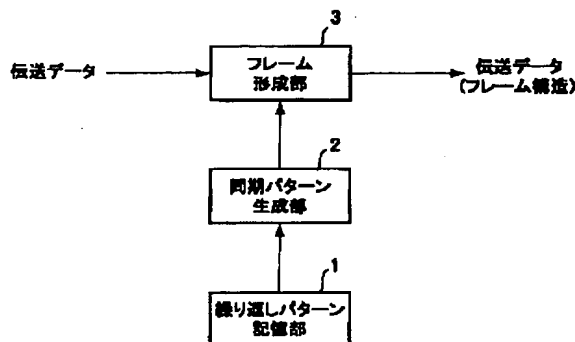 3
伝送データ
フレーム
形成部
伝送データ
(フレーム構造)
2
同期パターン
生成部
1
繰り返しパターン
記憶部